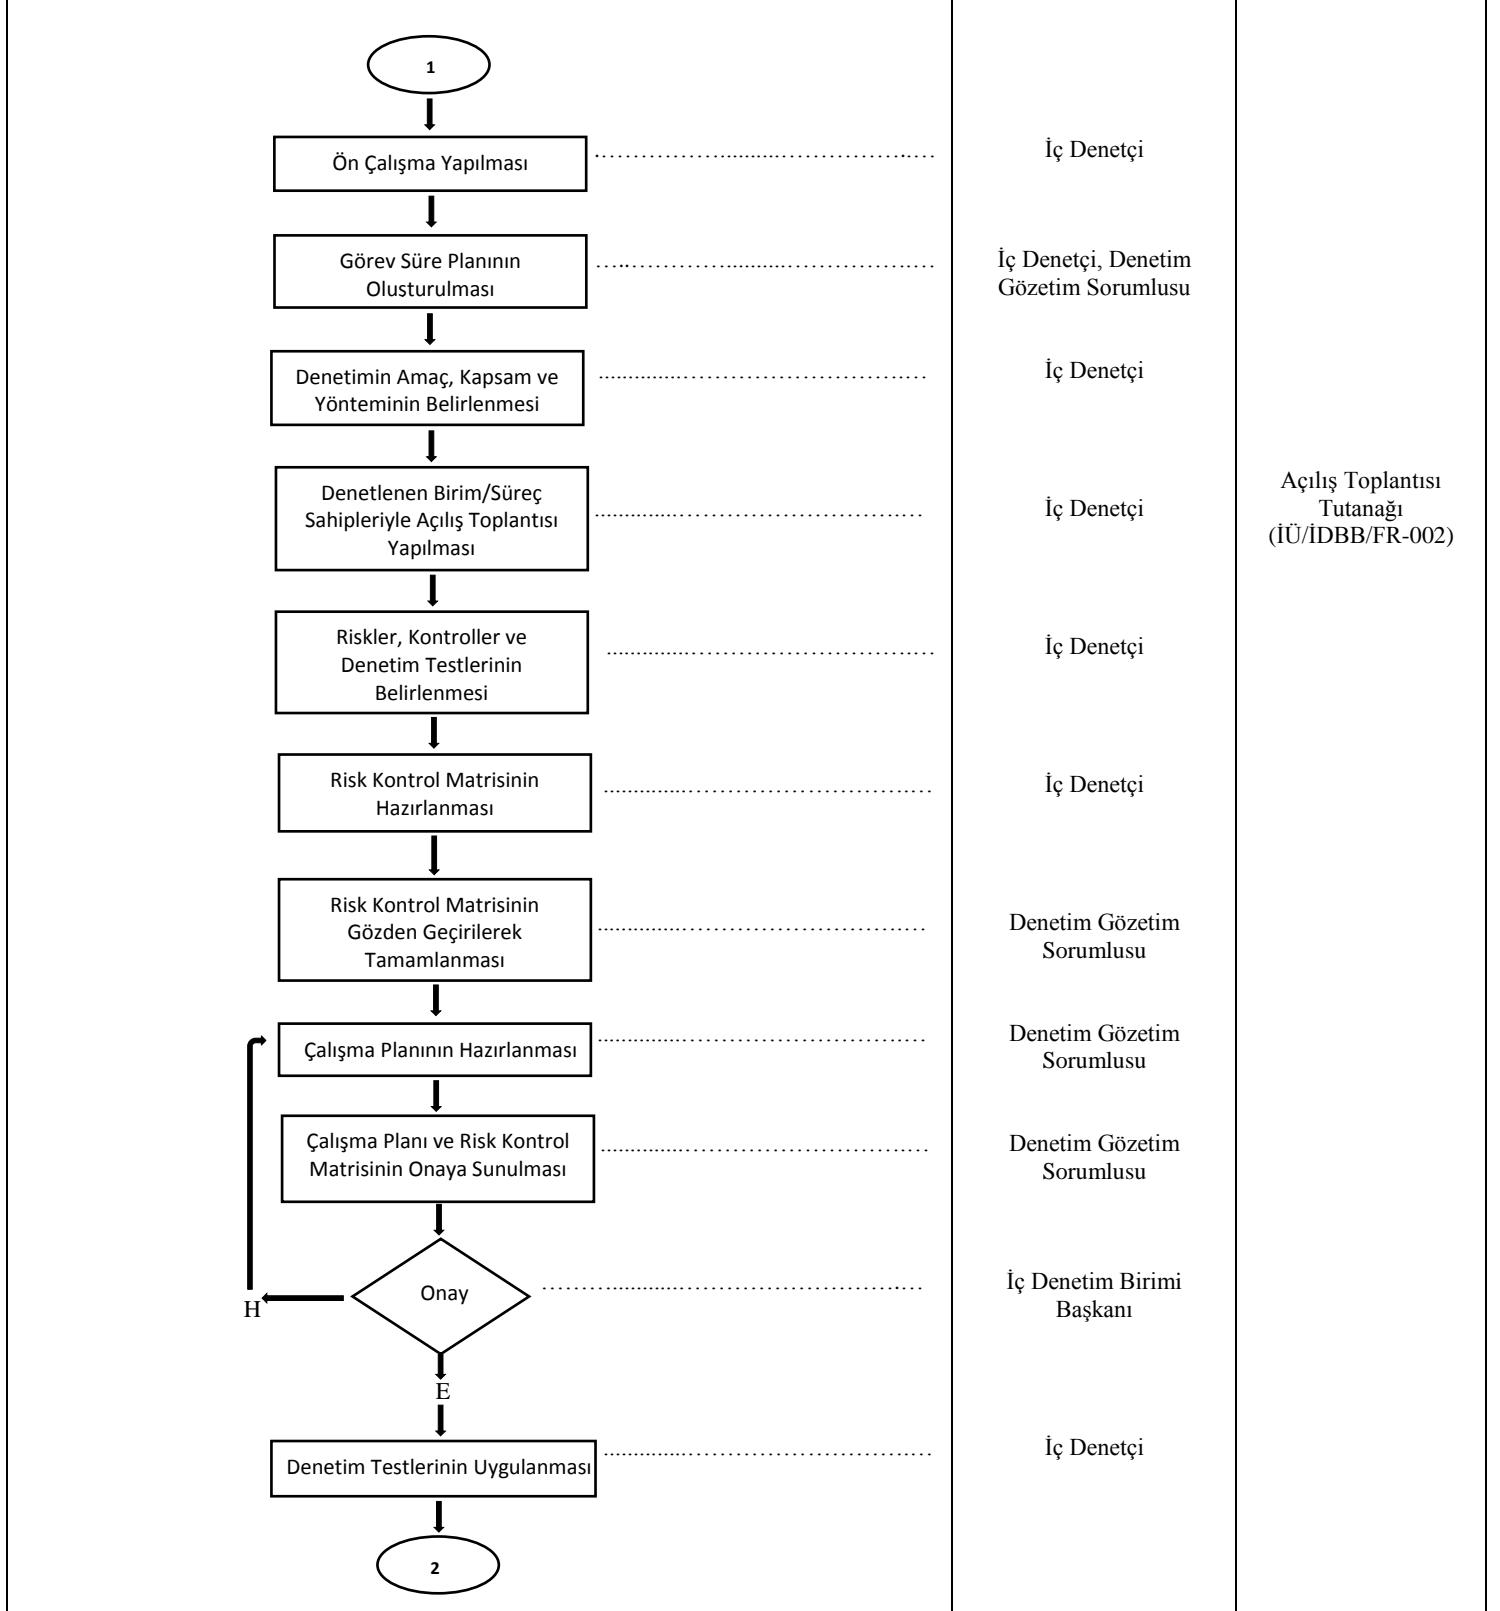 1
Ön Çalışma Yapılması
İç Denetçi
Görev Süre Planının
Olusturulması
İç Denetçi, Denetim
Gözetim Sorumlusu
Denetimin Amaç, Kapsam ve
Yönteminin Belirlenmesi
İç Denetçi
Denetlenen Birim/Süreç
Sahipleriyle Açılış Toplantısı
Yapılması
İç Denetçi
Açılış Toplantısı
Tutanağı
(İÜ/İDBB/FR-002)
Riskler, Kontroller ve
Denetim Testlerinin
Belirlenmesi
İç Denetçi
Risk Kontrol Matrisinin
Hazırlanması
İç Denetçi
Risk Kontrol Matrisinin
Gözden Geçirilerek
Tamamlanması
Denetim Gözetim
Sorumlusu
Çalışma Planının Hazırlanması
Denetim Gözetim
Sorumlusu
Çalışma Planı ve Risk Kontrol
Matrisinin Onaya Sunulması
Denetim Gözetim
Sorumlusu
Onay
İç Denetim Birimi
Başkanı
H
E
Denetim Testlerinin Uygulanması
İç Denetçi
2